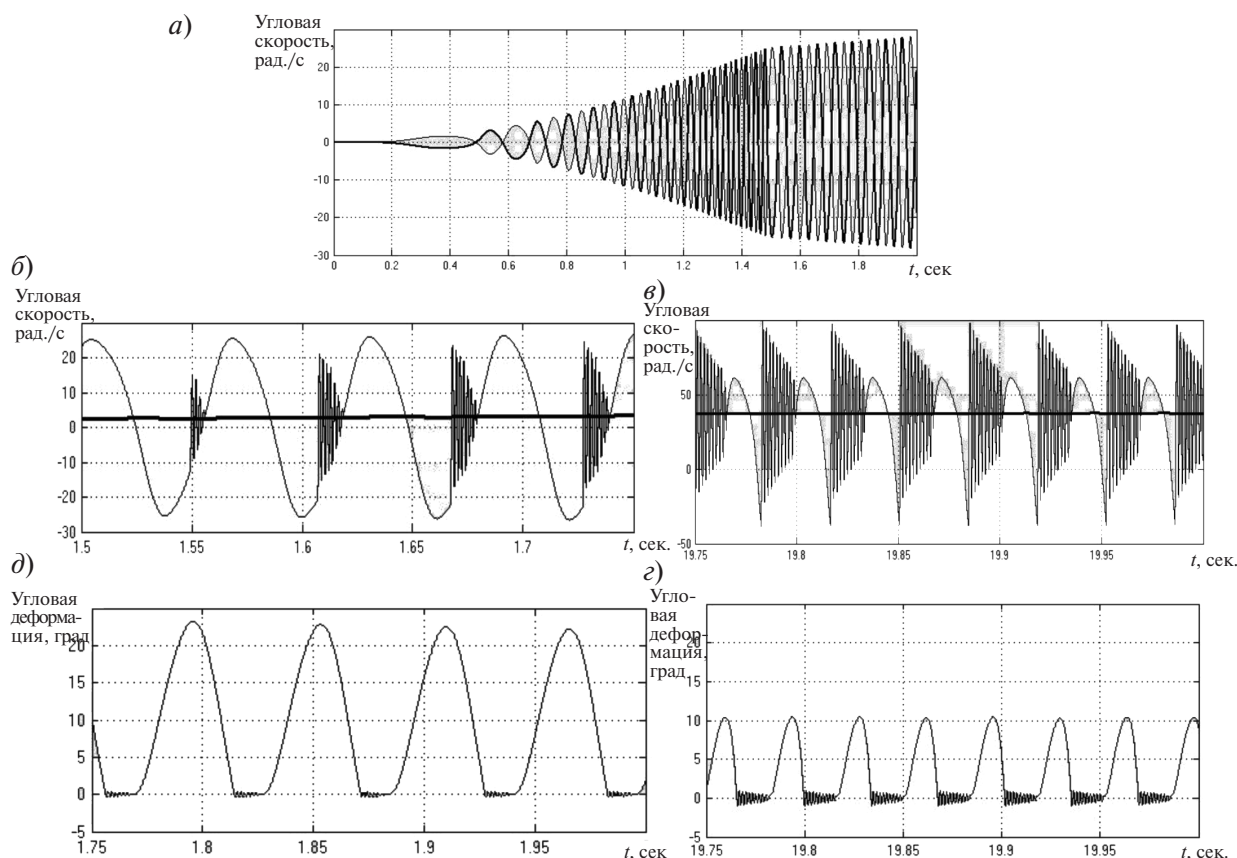 а)
Угловая
скорость,
рад./с
20
10
0
-10
-20
-30
0 0.2 0.4 0.6 0.8 1 1.2 1.4 1.6 1.8
t, сек
б)
Угловая
скорость,
рад./с
20
10
0
-10
-20
-30
1.5 1.55 1.6 1.65 1.7
t, сек.
в)
Угловая
ско-
рость,
рад./с
50
0
-50
19.75 19.8 19.85 19.9 19.95
t, сек.
д)
Угловая
деформа-
ция, град
20
15
10
5
0
-5
1.75 1.8 1.85 1.9 1.95
t, сек
г)
Угло-
вая
дефор-
мация,
град
20
15
10
5
0
-5
19.75 19.8 19.85 19.9 19.95
t, сек.